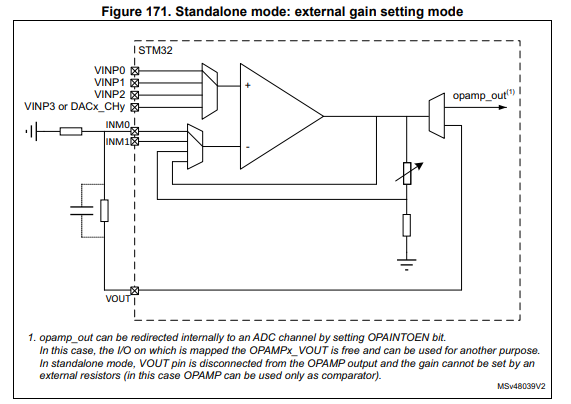 Figure 171. Standalone mode: external gain setting mode
STM32
VINP0
VINP1
VINP2
VINP3 or DACx_CHy
INM0
INM1
+
-
opamp_out(1)
VOUT
1. opamp_out can be redirected internally to an ADC channel by setting OPAINTOEN bit.
In this case, the I/O on which is mapped the OPAMPx_VOUT is free and can be used for another purpose.
In standalone mode, VOUT pin is disconnected from the OPAMP output and the gain cannot be set by an
external resistors (in this case OPAMP can be used only as comparator).
MSv48039V2